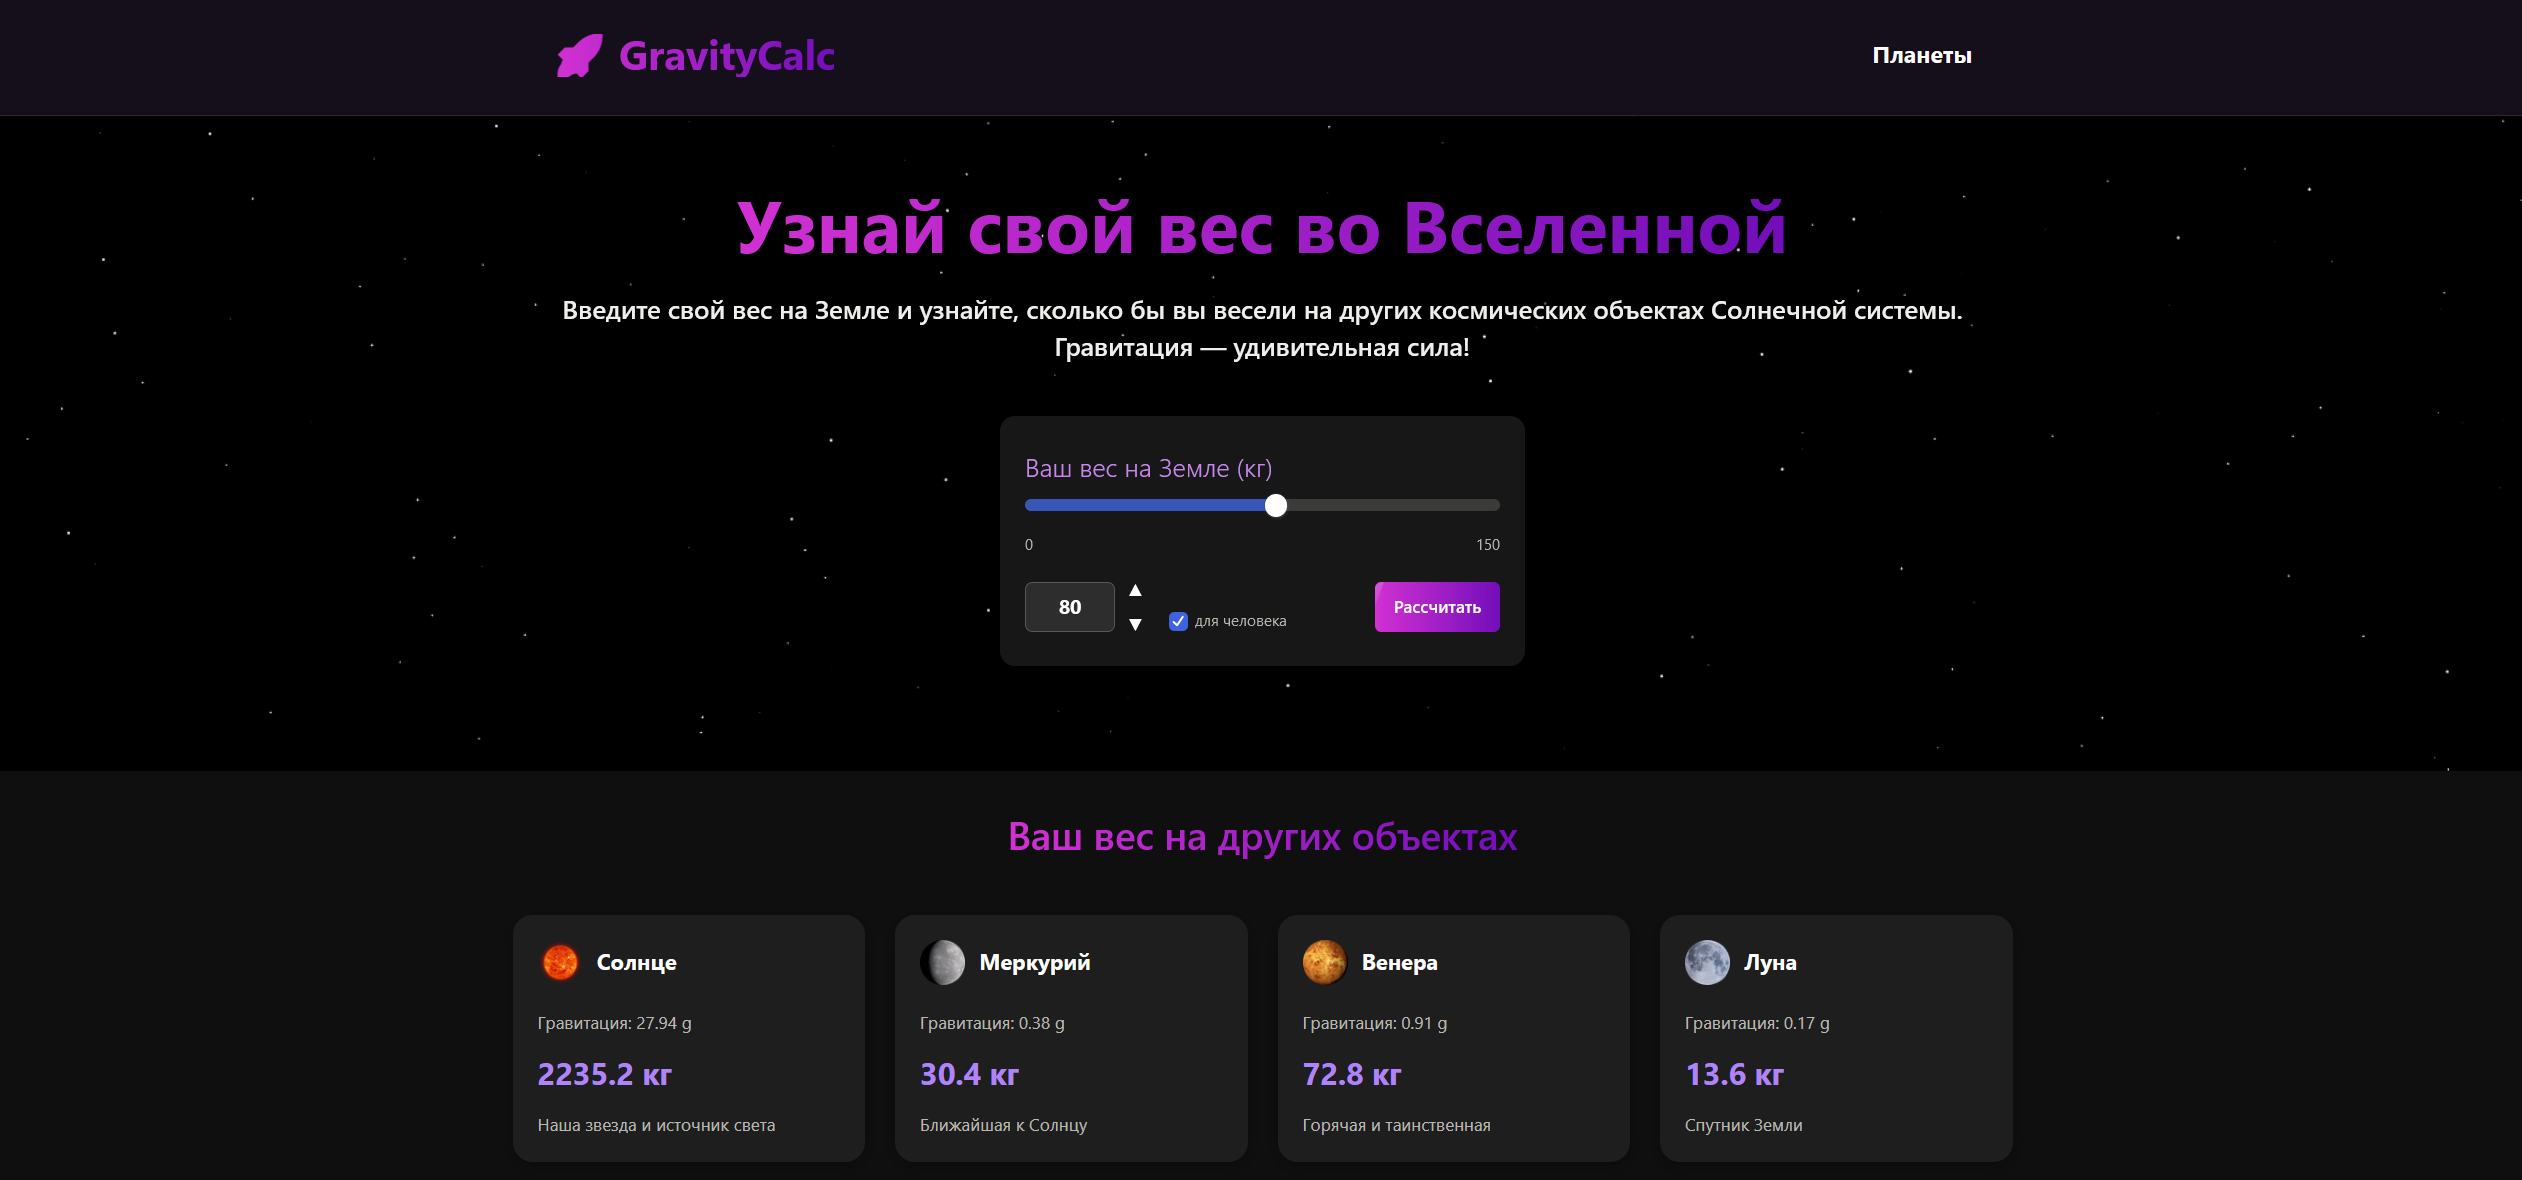 GravityCalc
Планеты
Узнай свой вес во Вселенной
Введите свой вес на Земле и узнайте, сколько бы вы весели на других космических объектах Солнечной системы.
Гравитация — удивительная сила!
Ваш вес на Земле (кг)
0
150
80
▲
▼
для человека
Рассчитать
Ваш вес на других объектах
Солнце
Гравитация: 27.94 g
2235.2 кг
Наша звезда и источник света
Меркурий
Гравитация: 0.38 g
30.4 кг
Ближайшая к Солнцу
Венера
Гравитация: 0.91 g
72.8 кг
Горячая и таинственная
Луна
Гравитация: 0.17 g
13.6 кг
Спутник Земли